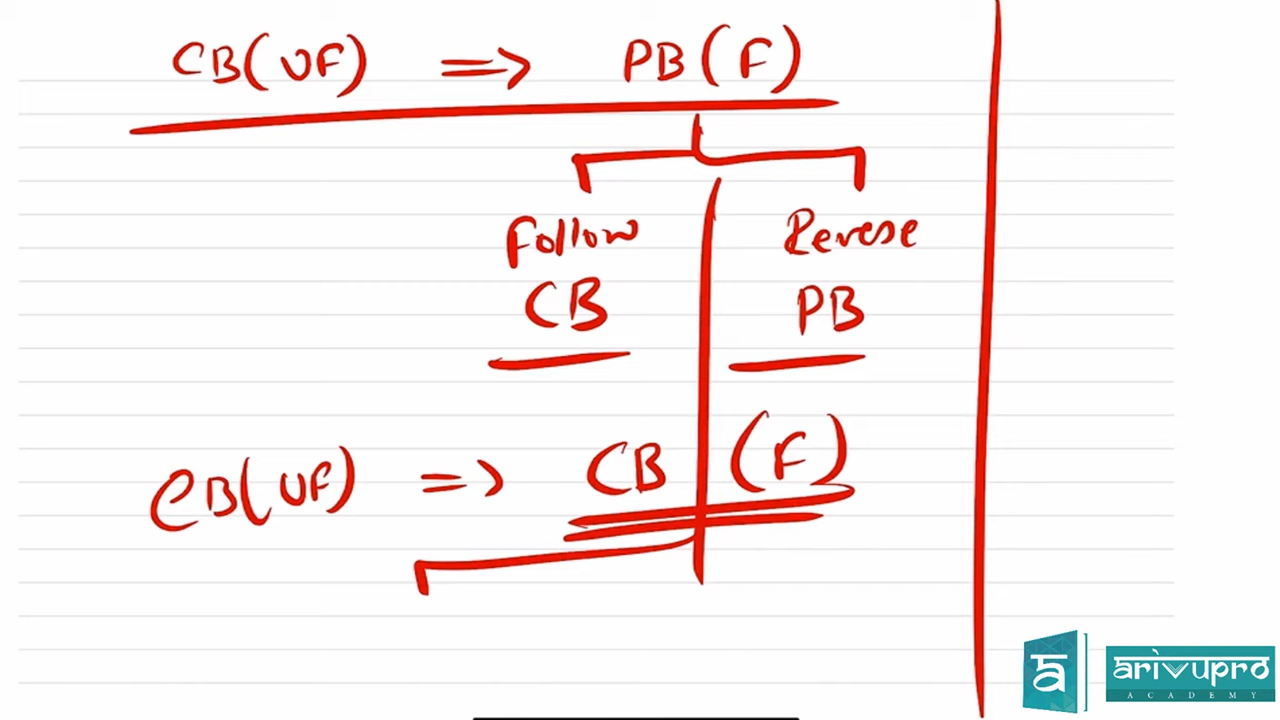 CB(UF) => PB(F)
Follow Reverse
CB PB
CB(UF) => CB (F)
ā arivupro
ACADEMY